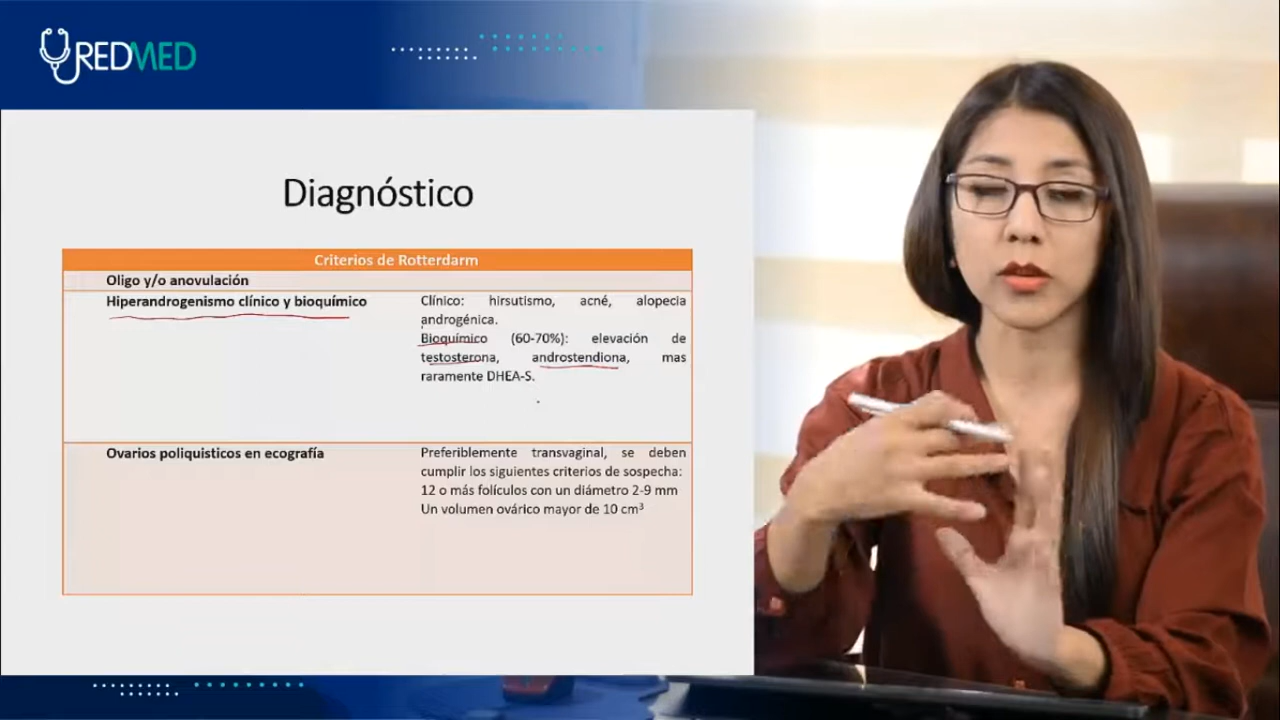 REDMED
Diagnóstico
Criterios de Rotterdarm
Oligo y/o anovulación
Hiperandrogenismo clínico y bioquímico
Clínico: hirsutismo, acné, alopecia
androgénica.
Bioquímico (60-70%): elevación de
testosterona, androstendiona, mas
raramente DHEA-S.
Ovarios poliquisticos en ecografía
Preferiblemente transvaginal, se deben
cumplir los siguientes criterios de sospecha:
12 o más folículos con un diámetro 2-9 mm
Un volumen ovárico mayor de 10 cm³